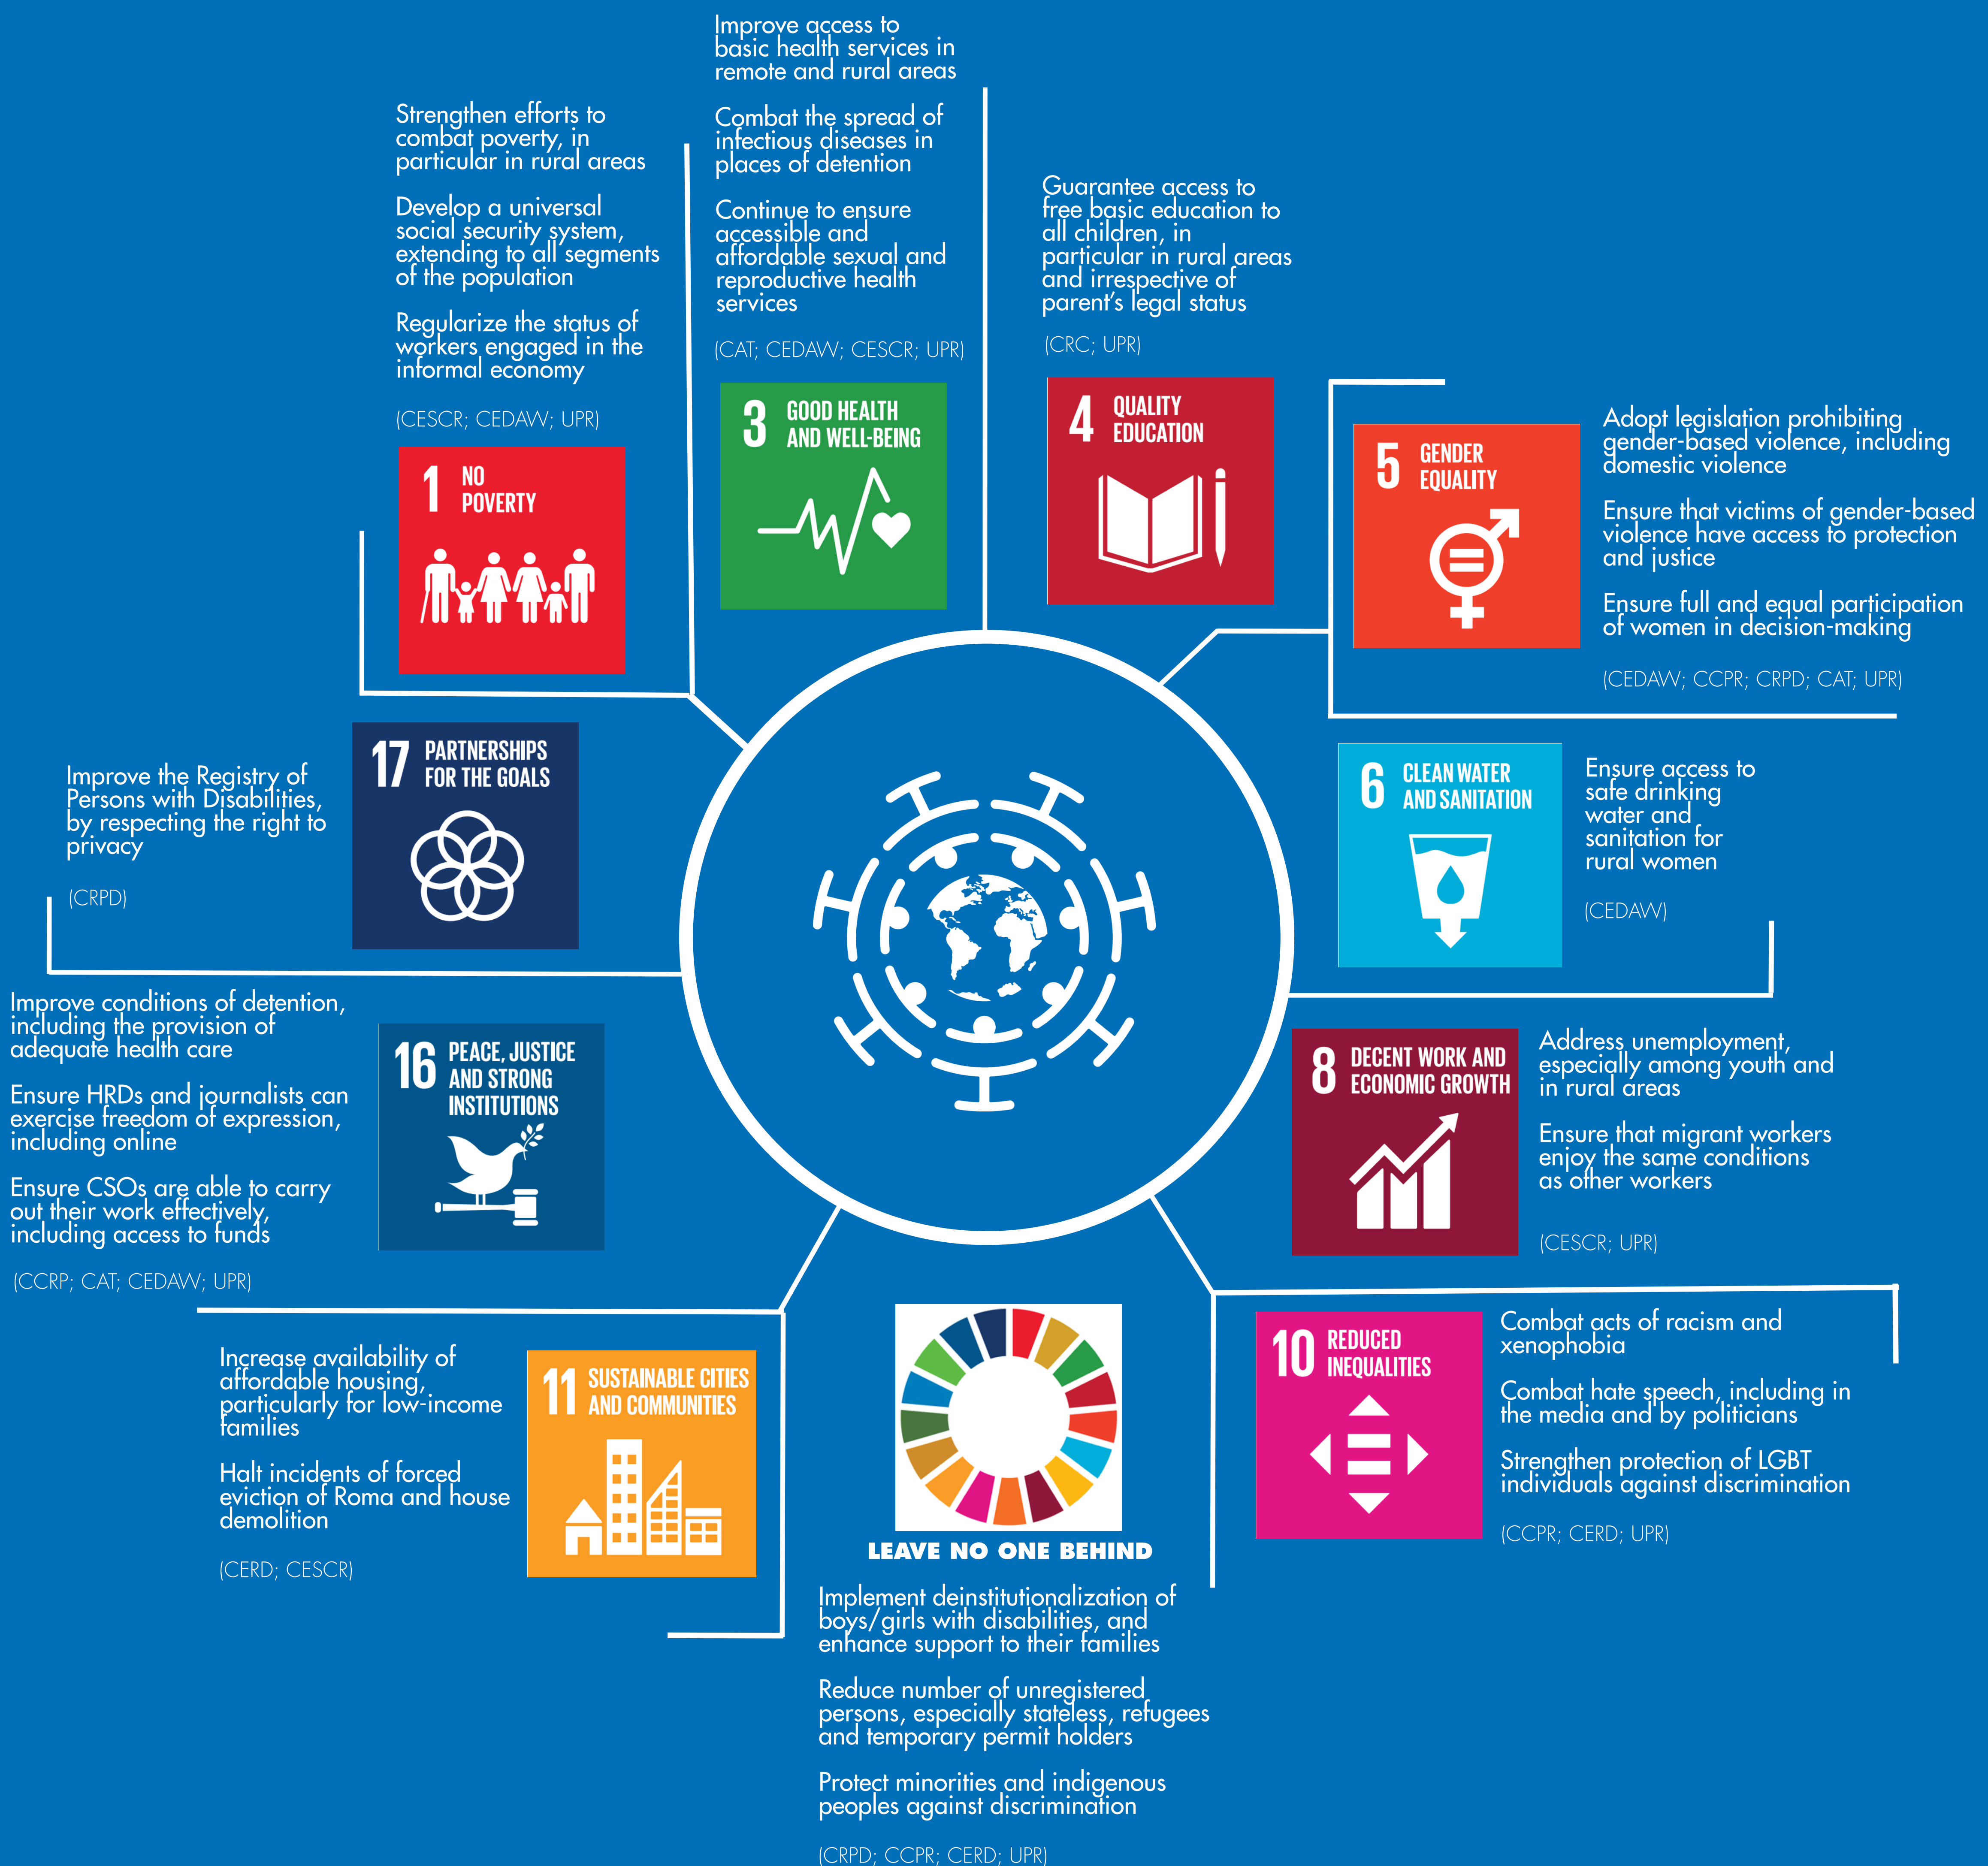 Improve access to
basic health services in
remote and rural areas
Combat the spread of
infectious diseases in
places of detention
Continue to ensure
accessible and
affordable sexual and
reproductive health
services
(CAT; CEDAW; CESCR; UPR)
3 GOOD HEALTH
AND WELL-BEING
Strengthen efforts to
combat poverty, in
particular in rural areas
Develop a universal
social security system,
extending to all segments
of the population
Regularize the status of
workers engaged in the
informal economy
(CESCR; CEDAW; UPR)
1 NO
POVERTY
Guarantee access to
free basic education to
all children, in
particular in rural areas
and irrespective of
parent's legal status
(CRC; UPR)
4 QUALITY
EDUCATION
5 GENDER
EQUALITY
Adopt legislation prohibiting
gender-based violence, including
domestic violence
Ensure that victims of gender-based
violence have access to protection
and justice
Ensure full and equal participation
of women in decision-making
(CEDAW; CCPR; CRPD; CAT; UPR)
Improve the Registry of
Persons with Disabilities,
by respecting the right to
privacy
(CRPD)
17 PARTNERSHIPS
FOR THE GOALS
6 CLEAN WATER
AND SANITATION
Ensure access to
safe drinking
water and
sanitation for
rural women
(CEDAW)
Improve conditions of detention,
including the provision of
adequate health care
Ensure HRDs and journalists can
exercise freedom of expression,
including online
Ensure CSOs are able to carry
out their work effectively,
including access to funds
(CCRP; CAT; CEDAW; UPR)
16 PEACE, JUSTICE
AND STRONG
INSTITUTIONS
8 DECENT WORK AND
ECONOMIC GROWTH
Address unemployment,
especially among youth and
in rural areas
Ensure that migrant workers
enjoy the same conditions
as other workers
(CESCR; UPR)
Increase availability of
affordable housing,
particularly for low-income
families
Halt incidents of forced
eviction of Roma and house
demolition
(CERD; CESCR)
11 SUSTAINABLE CITIES
AND COMMUNITIES
10 REDUCED
INEQUALITIES
Combat acts of racism and
xenophobia
Combat hate speech, including in
the media and by politicians
Strengthen protection of LGBT
individuals against discrimination
(CCPR; CERD; UPR)
LEAVE NO ONE BEHIND
Implement deinstitutionalization of
boys/girls with disabilities, and
enhance support to their families
Reduce number of unregistered
persons, especially stateless, refugees
and temporary permit holders
Protect minorities and indigenous
peoples against discrimination
(CRPD; CCPR; CERD; UPR)